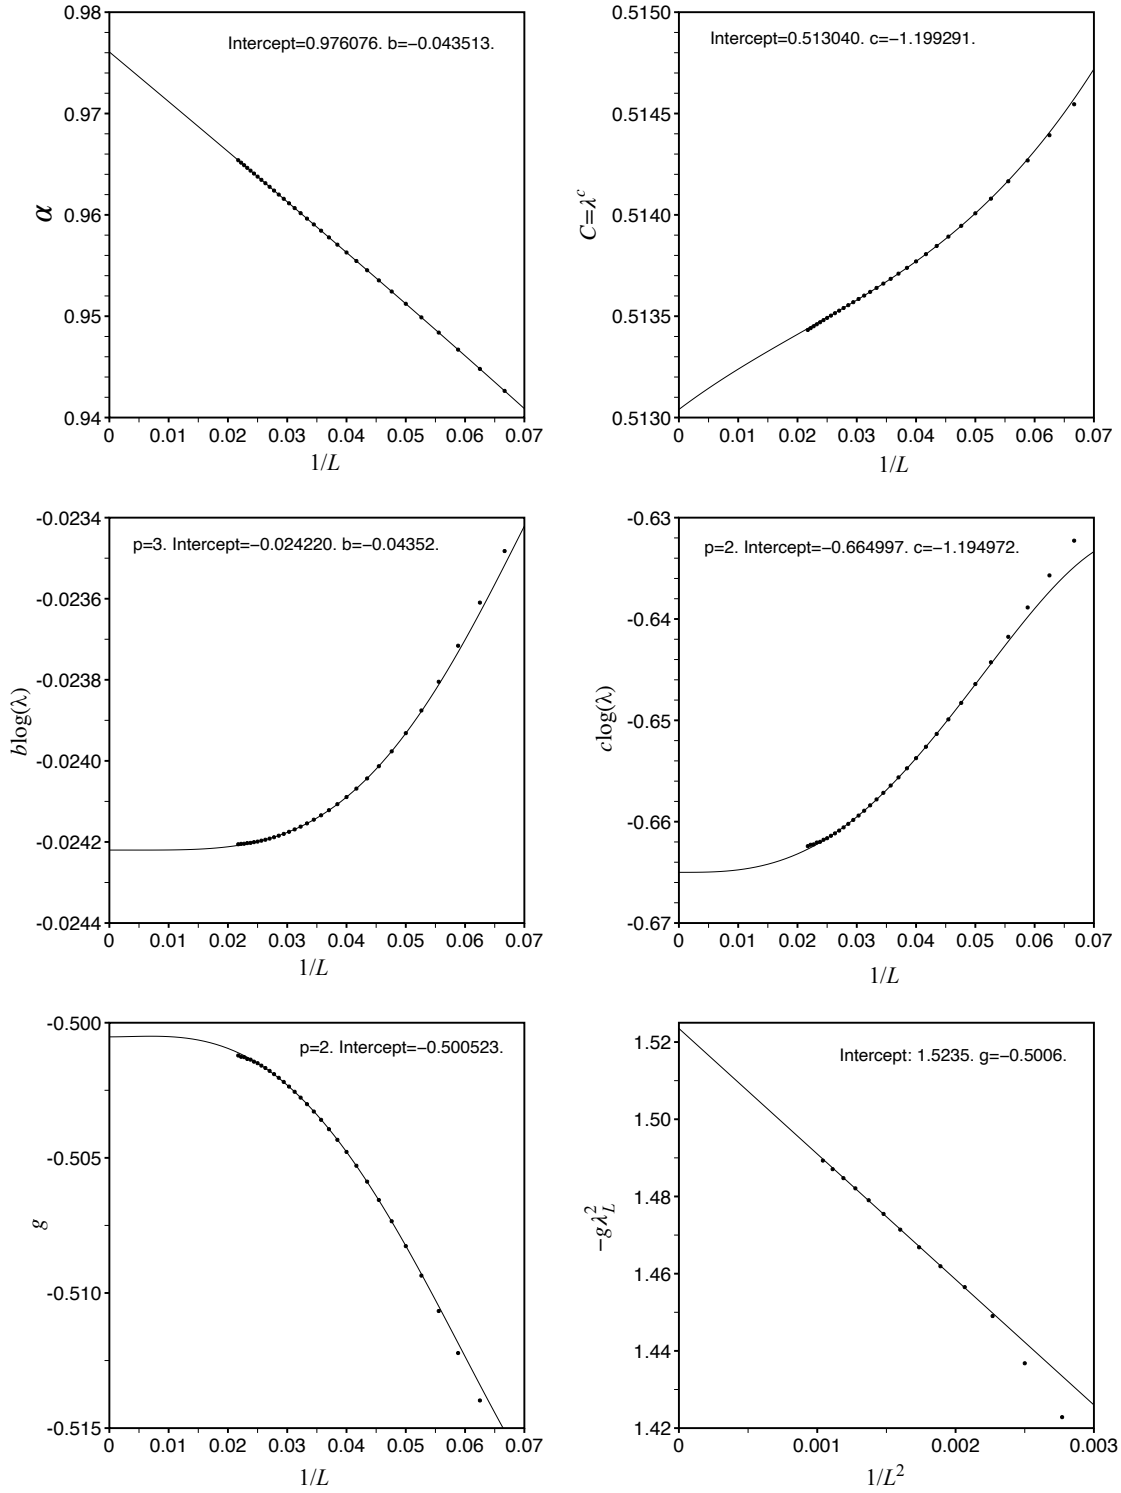 0.98
0.97
0.96
0.95
0.94
α
Intercept=0.976076. b=−0.043513.
0 0.01 0.02 0.03 0.04 0.05 0.06 0.07
1/L
0.5150
0.5145
0.5140
0.5135
0.5130
C=λ^c
Intercept=0.513040. c=−1.199291.
0 0.01 0.02 0.03 0.04 0.05 0.06 0.07
1/L
-0.0234
-0.0236
-0.0238
-0.0240
-0.0242
-0.0244
blog(λ)
p=3. Intercept=−0.024220. b=−0.04352.
0 0.01 0.02 0.03 0.04 0.05 0.06 0.07
1/L
-0.63
-0.64
-0.65
-0.66
-0.67
clog(λ)
p=2. Intercept=−0.664997. c=−1.194972.
0 0.01 0.02 0.03 0.04 0.05 0.06 0.07
1/L
-0.500
-0.505
-0.510
-0.515
g
p=2. Intercept=−0.500523.
0 0.01 0.02 0.03 0.04 0.05 0.06 0.07
1/L
1.52
1.50
1.48
1.46
1.44
1.42
−gλ_L^2
Intercept: 1.5235. g=−0.5006.
0 0.001 0.002 0.003
1/L^2